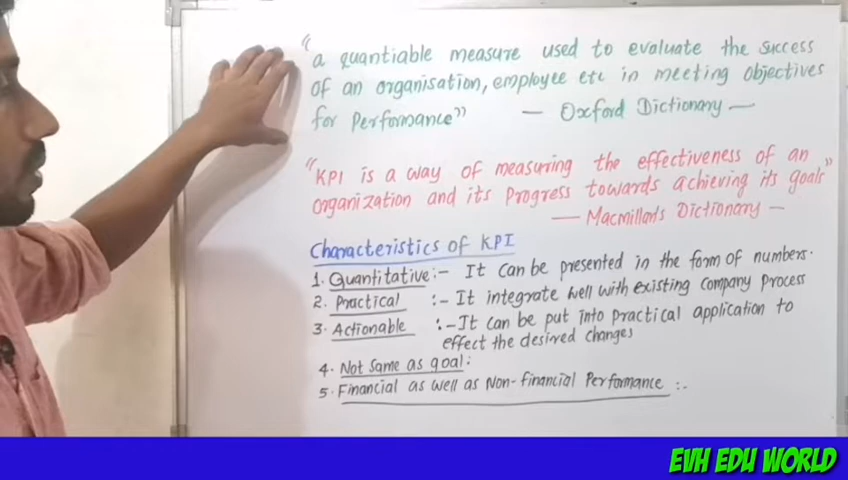 "a quantiable measure used to evaluate the success
of an organisation, employee etc in meeting objectives
for Performance" — Oxford Dictionary —
"KPI is a way of measuring the effectiveness of an
organization and its Progress towards achieving its goals"
— Macmillan's Dictionary —
Characteristics of KPI
1. Quantitative :- It can be presented in the form of numbers.
2. Practical :- It integrate well with existing company process
3. Actionable :- It can be put into practical application to
effect the desired changes
4. Not same as goal:
5. Financial as well as Non-financial Performance :-
EVH EDU WORLD